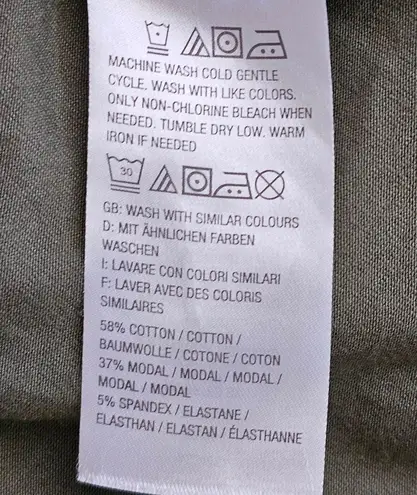 MACHINE WASH COLD GENTLE
CYCLE. WASH WITH LIKE COLORS.
ONLY NON-CHLORINE BLEACH WHEN
NEEDED. TUMBLE DRY LOW. WARM
IRON IF NEEDED
30
GB: WASH WITH SIMILAR COLOURS
D: MIT ÄHNLICHEN FARBEN
WASCHEN
I: LAVARE CON COLORI SIMILARI
F: LAVER AVEC DES COLORIS
SIMILAIRES
58% COTTON / COTTON /
BAUMWOLLE / COTONE / COTON
37% MODAL / MODAL / MODAL /
MODAL / MODAL
5% SPANDEX / ELASTANE /
ELASTHAN / ELASTAN / ÉLASTHANNE